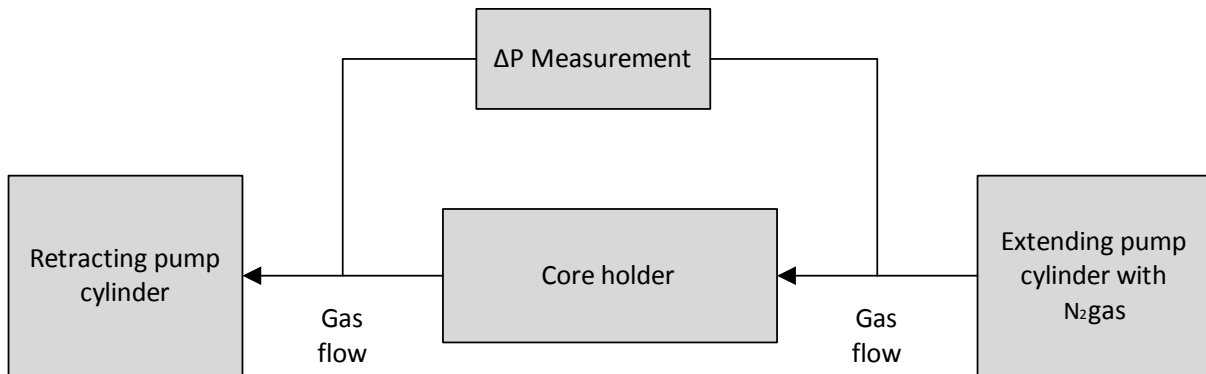 ΔP Measurement
Retracting pump
cylinder
Gas
flow
Core holder
Gas
flow
Extending pump
cylinder with
N₂gas